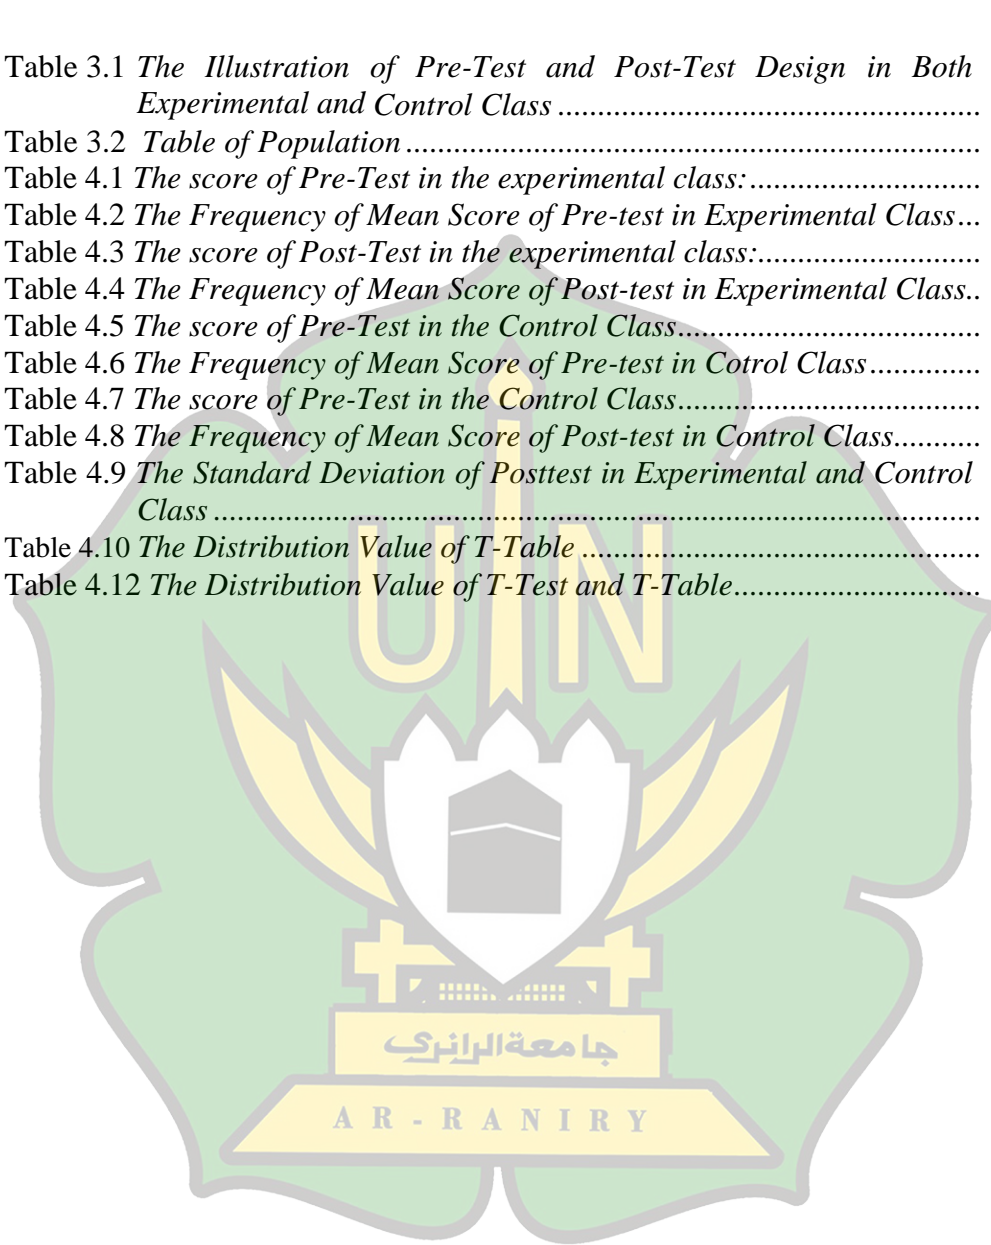 Table 3.1 The Illustration of Pre-Test and Post-Test Design in Both
Experimental and Control Class ......................................................
Table 3.2 Table of Population .........................................................................
Table 4.1 The score of Pre-Test in the experimental class:.............................
Table 4.2 The Frequency of Mean Score of Pre-test in Experimental Class...
Table 4.3 The score of Post-Test in the experimental class:............................
Table 4.4 The Frequency of Mean Score of Post-test in Experimental Class..
Table 4.5 The score of Pre-Test in the Control Class......................................
Table 4.6 The Frequency of Mean Score of Pre-test in Cotrol Class..............
Table 4.7 The score of Pre-Test in the Control Class......................................
Table 4.8 The Frequency of Mean Score of Post-test in Control Class...........
Table 4.9 The Standard Deviation of Posttest in Experimental and Control
Class .................................................................................................
Table 4.10 The Distribution Value of T-Table ..................................................
Table 4.12 The Distribution Value of T-Test and T-Table...............................
UIN
جامعةالرانرى
AR-RANIRY